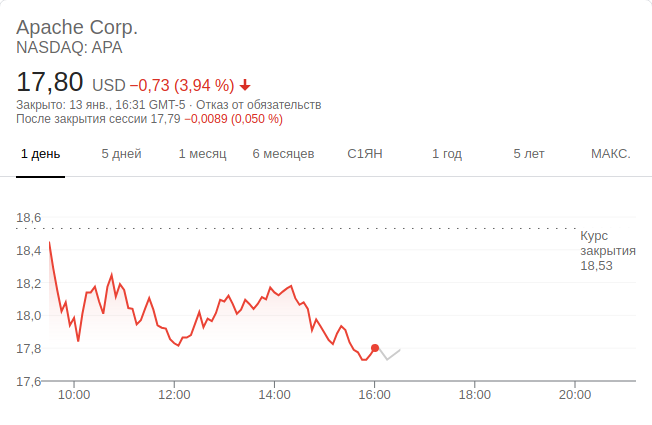 Apache Corp.
NASDAQ: APA
17,80 USD −0,73 (3,94 %)
Закрыто: 13 янв., 16:31 GMT-5 · Отказ от обязательств
После закрытия сессии 17,79 −0,0089 (0,050 %)
1 день 5 дней 1 месяц 6 месяцев С1ЯН 1 год 5 лет МАКС.
18,6
Курс
закрытия
18,53
18,4
18,2
18,0
17,8
17,6
10:00 12:00 14:00 16:00 18:00 20:00